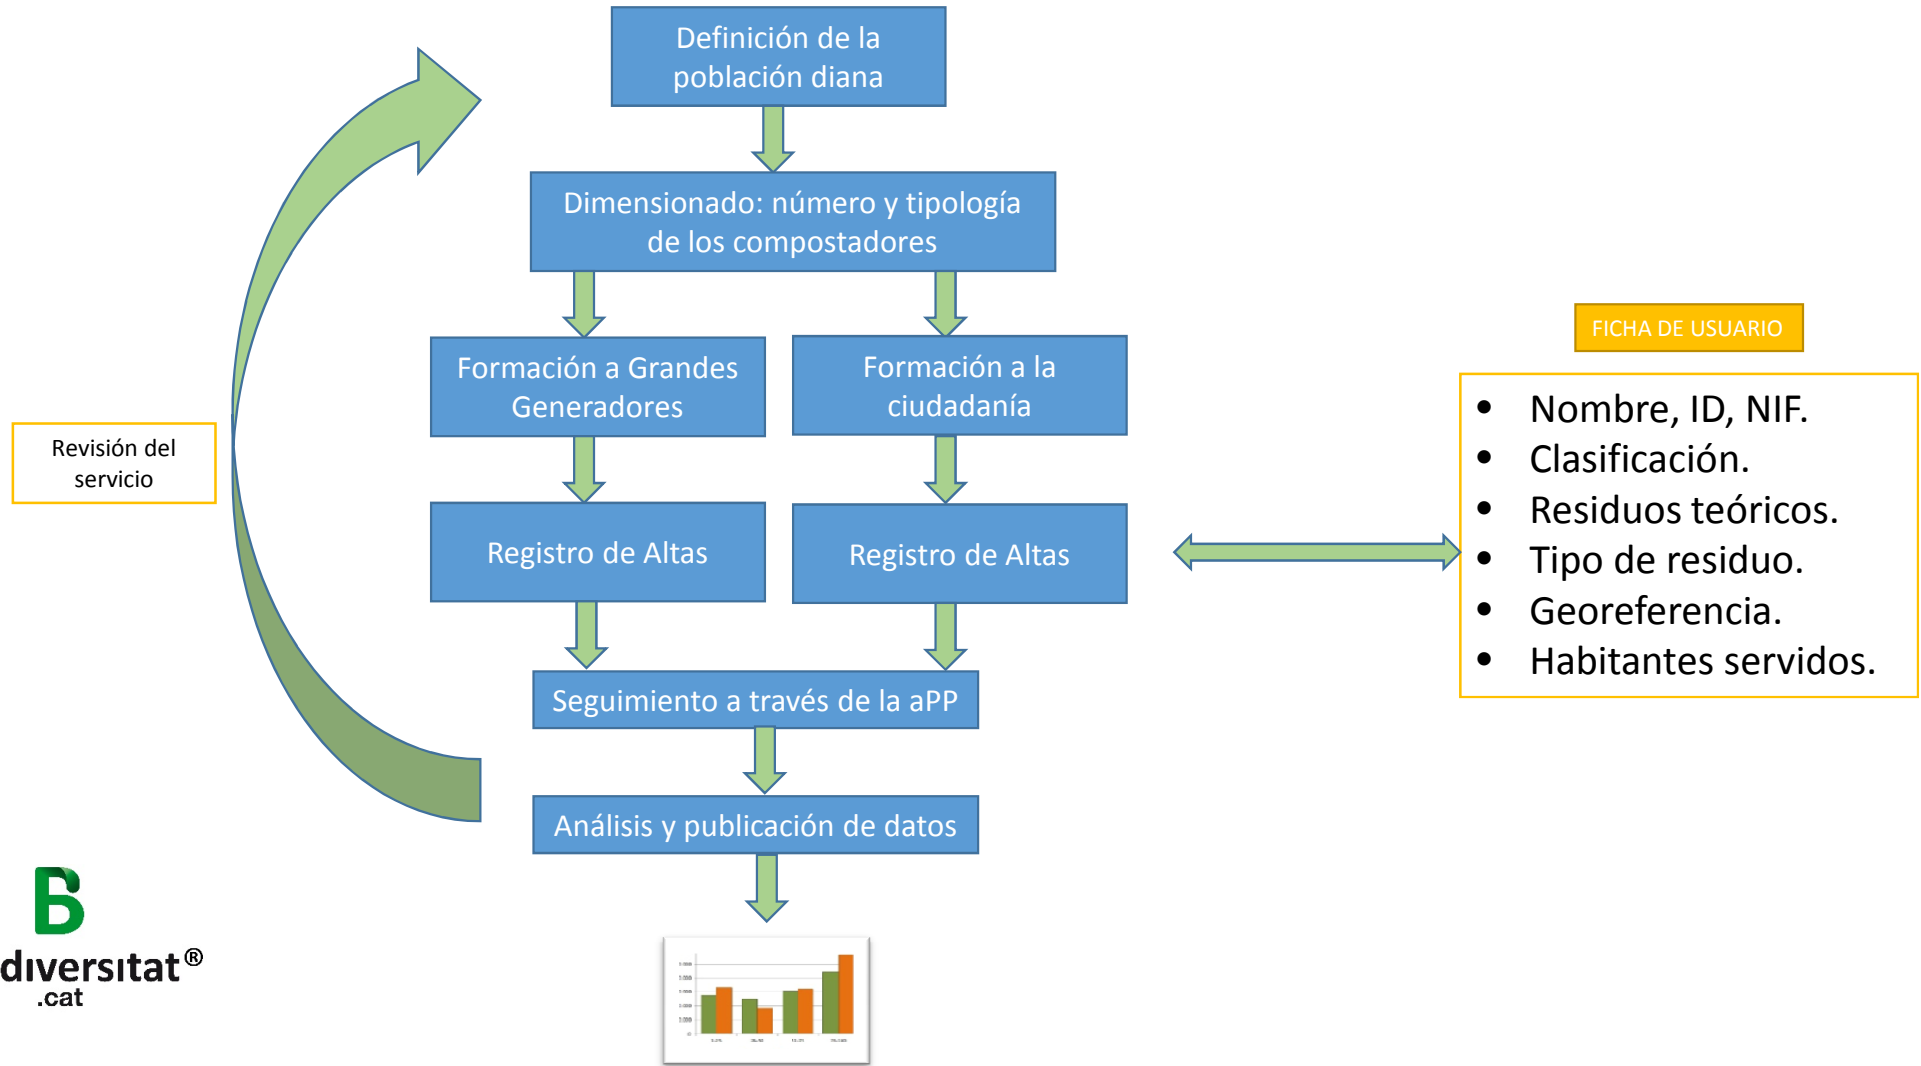 Definición de la
población diana
Dimensionado: número y tipología
de los compostadores
Formación a Grandes
Generadores
Formación a la
ciudadanía
Registro de Altas
Registro de Altas
Seguimiento a través de la aPP
Análisis y publicación de datos
Revisión del
servicio
FICHA DE USUARIO
• Nombre, ID, NIF.
• Clasificación.
• Residuos teóricos.
• Tipo de residuo.
• Georeferencia.
• Habitantes servidos.
B
dıversıtat®
.cat